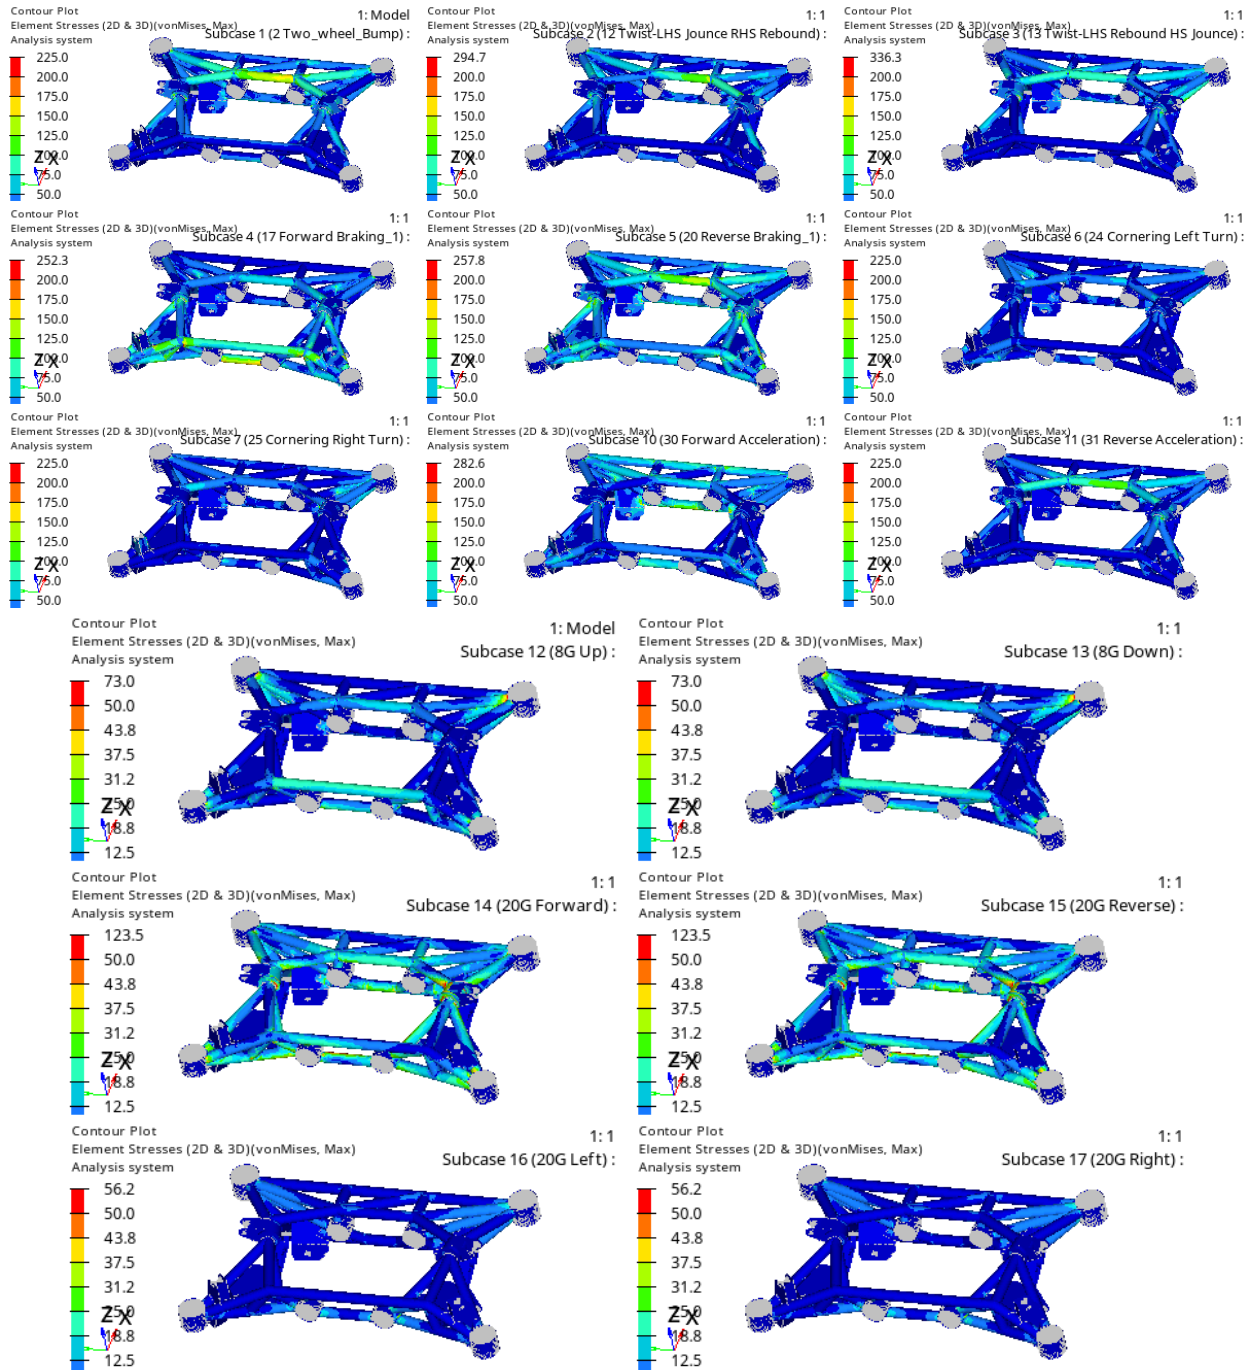 Contour Plot
1: Model
Element Stresses (2D & 3D)(vonMises, Max)
Subcase 1 (2 Two_wheel_Bump) :
Analysis system
225.0
200.0
175.0
150.0
125.0
Z X
50.0
Contour Plot
1: 1
Element Stresses (2D & 3D)(vonMises, Max)
Subcase 2 (12 Twist-LHS Jounce RHS Rebound) :
Analysis system
294.7
200.0
175.0
150.0
125.0
Z X
50.0
Contour Plot
1: 1
Element Stresses (2D & 3D)(vonMises, Max)
Subcase 3 (13 Twist-LHS Rebound HS Jounce) :
Analysis system
336.3
200.0
175.0
150.0
125.0
Z X
50.0
Contour Plot
1: 1
Element Stresses (2D & 3D)(vonMises, Max)
Subcase 4 (17 Forward Braking_1) :
Analysis system
252.3
200.0
175.0
150.0
125.0
Z X
50.0
Contour Plot
1: 1
Element Stresses (2D & 3D)(vonMises, Max)
Subcase 5 (20 Reverse Braking_1) :
Analysis system
257.8
200.0
175.0
150.0
125.0
Z X
50.0
Contour Plot
1: 1
Element Stresses (2D & 3D)(vonMises, Max)
Subcase 6 (24 Cornering Left Turn) :
Analysis system
225.0
200.0
175.0
150.0
125.0
Z X
50.0
Contour Plot
1: 1
Element Stresses (2D & 3D)(vonMises, Max)
Subcase 7 (25 Cornering Right Turn) :
Analysis system
225.0
200.0
175.0
150.0
125.0
Z X
50.0
Contour Plot
1: 1
Element Stresses (2D & 3D)(vonMises, Max)
Subcase 10 (30 Forward Acceleration) :
Analysis system
282.6
200.0
175.0
150.0
125.0
Z X
50.0
Contour Plot
1: 1
Element Stresses (2D & 3D)(vonMises, Max)
Subcase 11 (31 Reverse Acceleration) :
Analysis system
225.0
200.0
175.0
150.0
125.0
Z X
50.0
Contour Plot
1: Model
Element Stresses (2D & 3D)(vonMises, Max)
Subcase 12 (8G Up) :
Analysis system
73.0
50.0
43.8
37.5
31.2
Z X
18.8
12.5
Contour Plot
1: 1
Element Stresses (2D & 3D)(vonMises, Max)
Subcase 13 (8G Down) :
Analysis system
73.0
50.0
43.8
37.5
31.2
Z X
18.8
12.5
Contour Plot
1: 1
Element Stresses (2D & 3D)(vonMises, Max)
Subcase 14 (20G Forward) :
Analysis system
123.5
50.0
43.8
37.5
31.2
Z X
18.8
12.5
Contour Plot
1: 1
Element Stresses (2D & 3D)(vonMises, Max)
Subcase 15 (20G Reverse) :
Analysis system
123.5
50.0
43.8
37.5
31.2
Z X
18.8
12.5
Contour Plot
1: 1
Element Stresses (2D & 3D)(vonMises, Max)
Subcase 16 (20G Left) :
Analysis system
56.2
50.0
43.8
37.5
31.2
Z X
18.8
12.5
Contour Plot
1: 1
Element Stresses (2D & 3D)(vonMises, Max)
Subcase 17 (20G Right) :
Analysis system
56.2
50.0
43.8
37.5
31.2
Z X
18.8
12.5